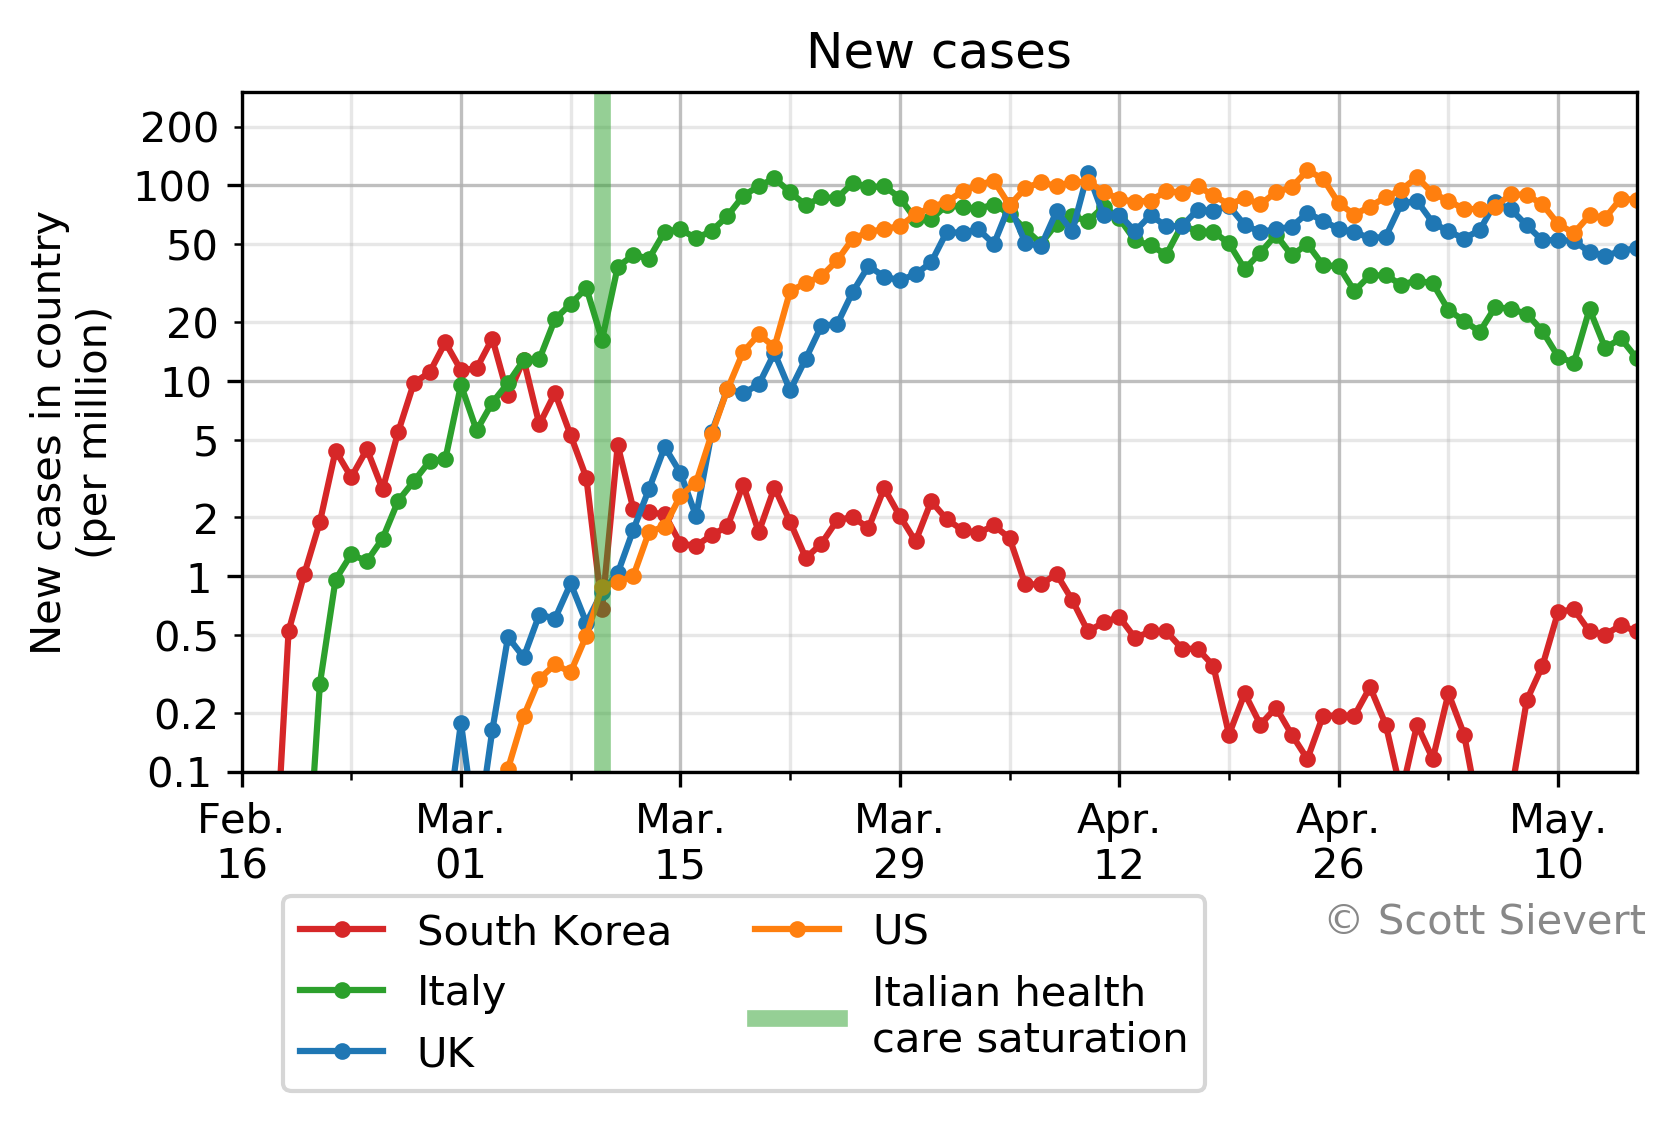 New cases
New cases in country
(per million)
200
100
50
20
10
5
2
1
0.5
0.2
0.1
Feb.
16
Mar.
01
Mar.
15
Mar.
29
Apr.
12
Apr.
26
May.
10
South Korea
Italy
UK
US
Italian health
care saturation
© Scott Sievert